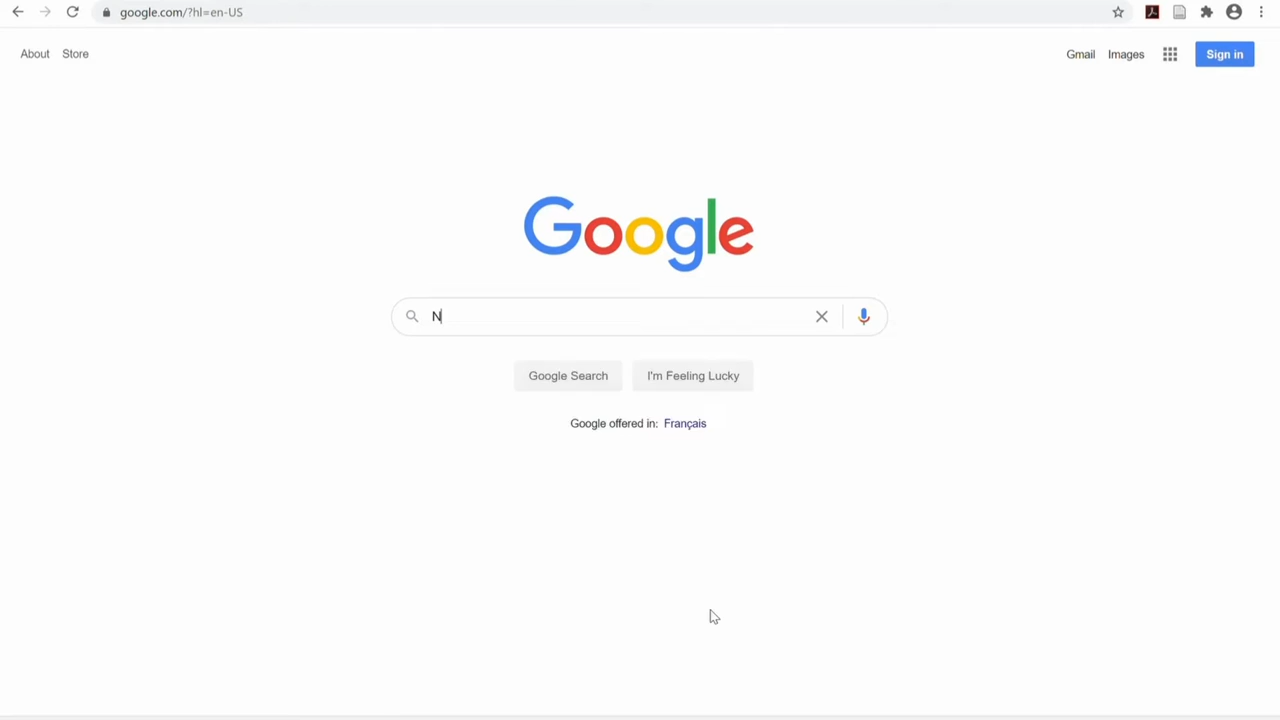 google.com/?hl=en-US
About Store
Gmail Images Sign in
Google
N
Google Search I'm Feeling Lucky
Google offered in: Français